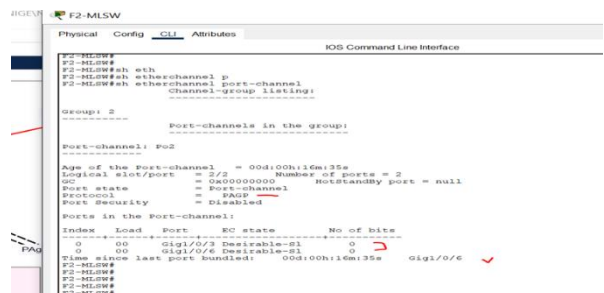 F2-MLSW
Physical Config CLI Attributes
IOS Command Line Interface
F2-MLSW#
F2-MLSW#
F2-MLSW#sh eth
F2-MLSW#sh etherchannel p
F2-MLSW#sh etherchannel port-channel
Channel-group listing:
----------------------
Group: 2
----------
Port-channels in the group:
---------------------------
Port-channel: Po2
------------
Age of the Port-channel = 00d:00h:16m:35s
Logical slot/port = 2/2 Number of ports = 2
GC = 0x00000000 HotStandBy port = null
Port state = Port-channel
Protocol = PAGP
Port Security = Disabled
Ports in the Port-channel:
Index Load Port EC state No of bits
------+------+------+------------------+-----------
0 00 Gig1/0/3 Desirable-Sl 0
0 00 Gig1/0/6 Desirable-Sl 0
Time since last port bundled: 00d:00h:16m:35s Gig1/0/6
F2-MLSW#
F2-MLSW#
F2-MLSW#
F2-MLSW#
PAg